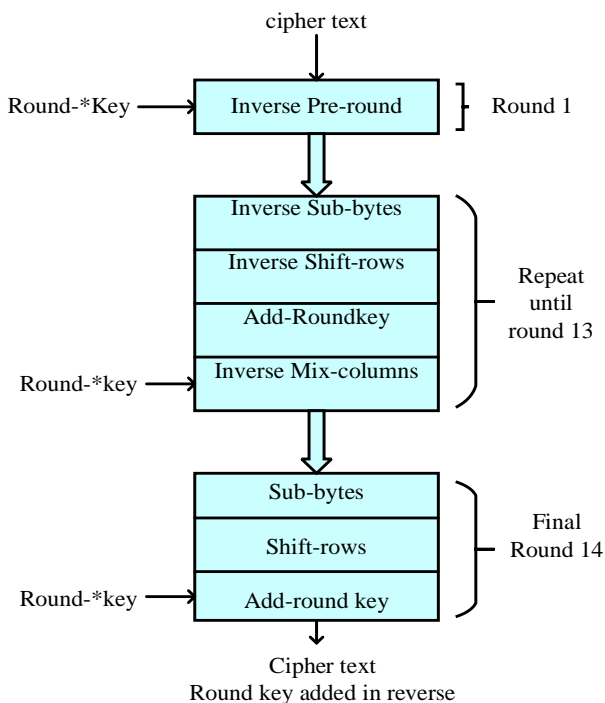 cipher text
Round-*Key
Inverse Pre-round
Round 1
Inverse Sub-bytes
Inverse Shift-rows
Add-Roundkey
Inverse Mix-columns
Round-*key
Repeat
until
round 13
Sub-bytes
Shift-rows
Add-round key
Round-*key
Final
Round 14
Cipher text
Round key added in reverse